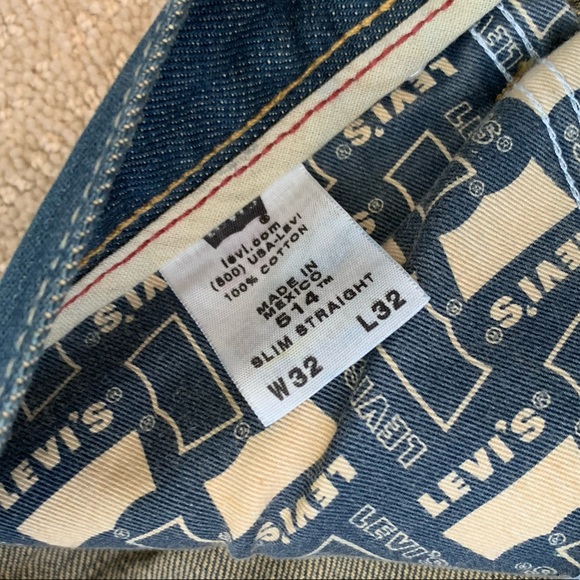 levi.com
(800) USA-Levi
100% COTTON
MADE IN
MEXICO
514™
SLIM STRAIGHT
W32 L32
LEVI'S®
LEVI'S®
LEVI'S®
LEVI'S®
LEVI'S®
LEVI'S
LEVI'S®